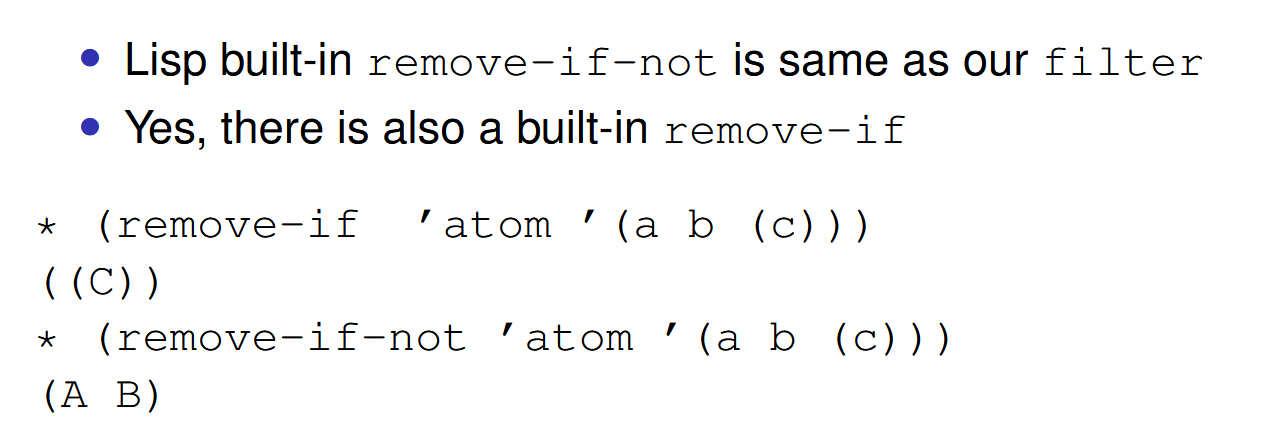 • Lisp built-in remove-if-not is same as our filter
• Yes, there is also a built-in remove-if
* (remove-if  ’atom ’(a b (c)))
((C))
* (remove-if-not ’atom ’(a b (c)))
(A B)